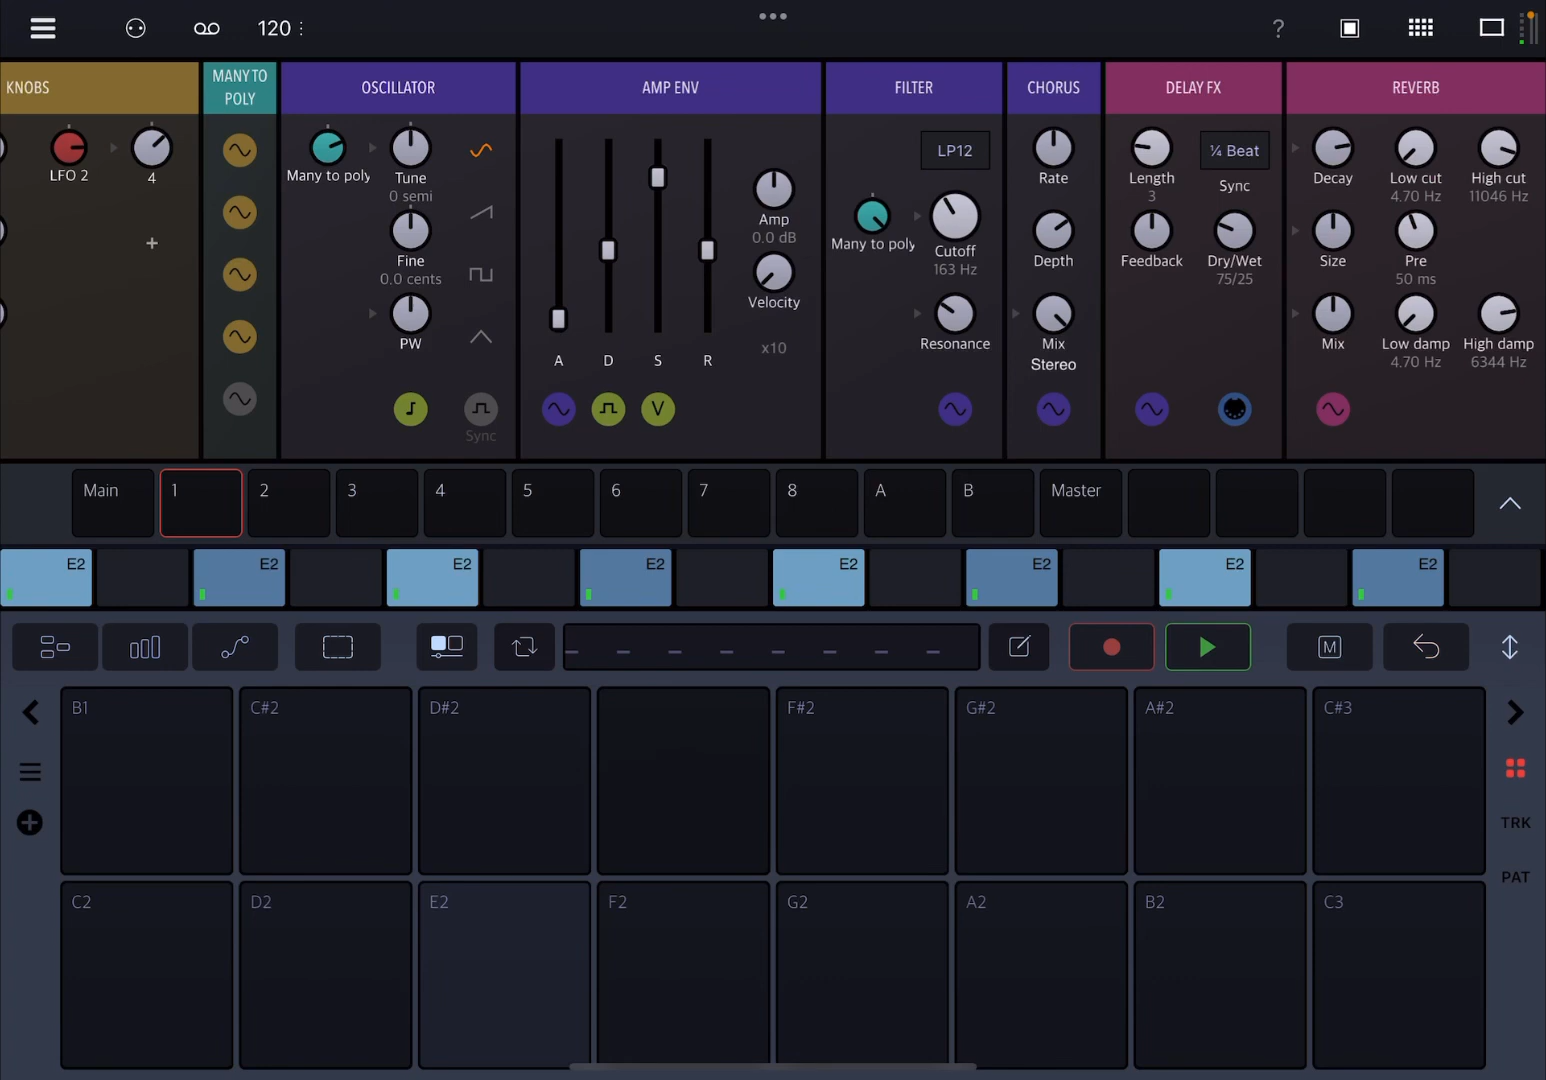 120
?
KNOBS
MANY TO
POLY
OSCILLATOR
AMP ENV
FILTER
CHORUS
DELAY FX
REVERB
LFO 2
4
+
Many to poly
Tune
0 semi
Fine
0.0 cents
PW
Sync
A
D
S
R
Amp
0.0 dB
Velocity
x10
V
LP12
Many to poly
Cutoff
163 Hz
Resonance
Rate
Depth
Mix
Stereo
Length
3
¼ Beat
Sync
Feedback
Dry/Wet
75/25
Decay
Low cut
4.70 Hz
High cut
11046 Hz
Size
Pre
50 ms
Mix
Low damp
4.70 Hz
High damp
6344 Hz
Main
1
2
3
4
5
6
7
8
A
B
Master
E2
E2
E2
E2
E2
E2
E2
E2
M
B1
C#2
D#2
F#2
G#2
A#2
C#3
TRK
PAT
C2
D2
E2
F2
G2
A2
B2
C3